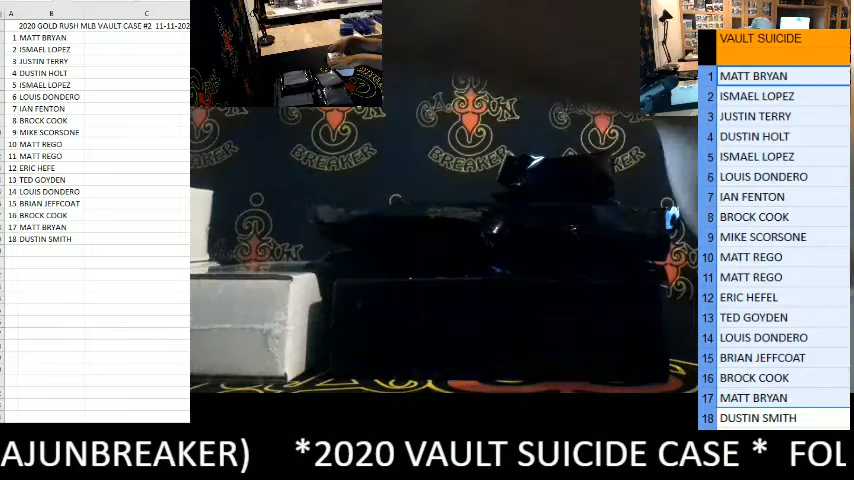 A B C
2020 GOLD RUSH MLB VAULT CASE #2 11-11-202
1 MATT BRYAN
2 ISMAEL LOPEZ
3 JUSTIN TERRY
4 DUSTIN HOLT
5 ISMAEL LOPEZ
6 LOUIS DONDERO
7 IAN FENTON
8 BROCK COOK
9 MIKE SCORSONE
10 MATT REGO
11 MATT REGO
12 ERIC HEFE
13 TED GOYDEN
14 LOUIS DONDERO
15 BRIAN JEFFCOAT
16 BROCK COOK
17 MATT BRYAN
18 DUSTIN SMITH
CAJUN
BREAKER
VAULT SUICIDE
1 MATT BRYAN
2 ISMAEL LOPEZ
3 JUSTIN TERRY
4 DUSTIN HOLT
5 ISMAEL LOPEZ
6 LOUIS DONDERO
7 IAN FENTON
8 BROCK COOK
9 MIKE SCORSONE
10 MATT REGO
11 MATT REGO
12 ERIC HEFEL
13 TED GOYDEN
14 LOUIS DONDERO
15 BRIAN JEFFCOAT
16 BROCK COOK
17 MATT BRYAN
18 DUSTIN SMITH
AJUNBREAKER) *2020 VAULT SUICIDE CASE * FOL